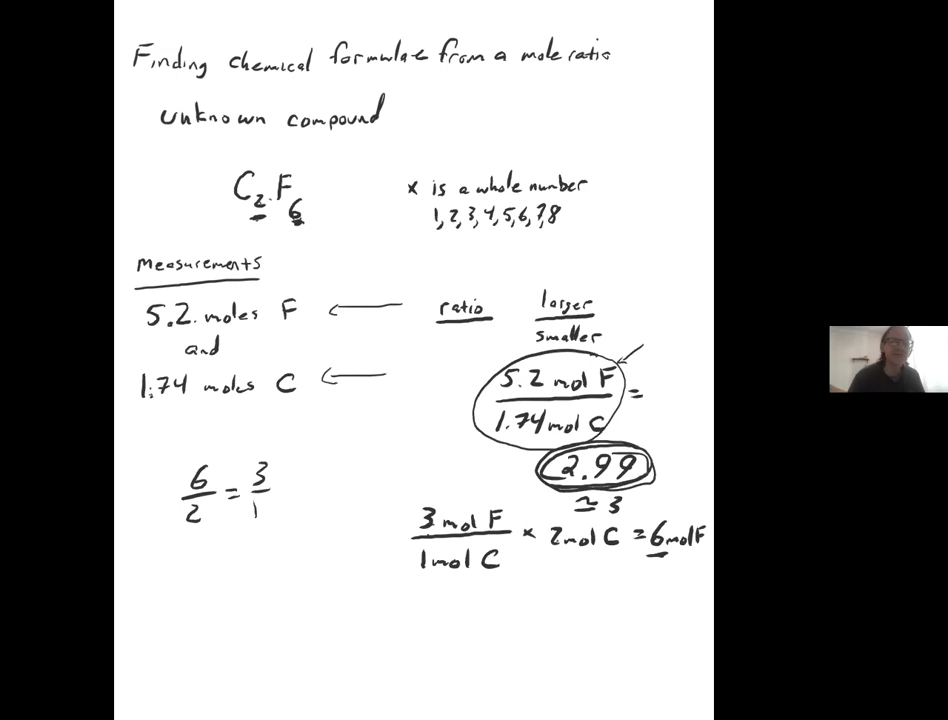 Finding chemical formulae from a mole ratio
unknown compound
C2F6
x is a whole number
1, 2, 3, 4, 5, 6, 7, 8
Measurements
5.2 moles F
and
1.74 moles C
ratio larger
smaller
5.2 mol F
1.74 mol C
=
2.99
≃ 3
6/2 = 3/1
3 mol F
1 mol C
× 2 mol C = 6 mol F